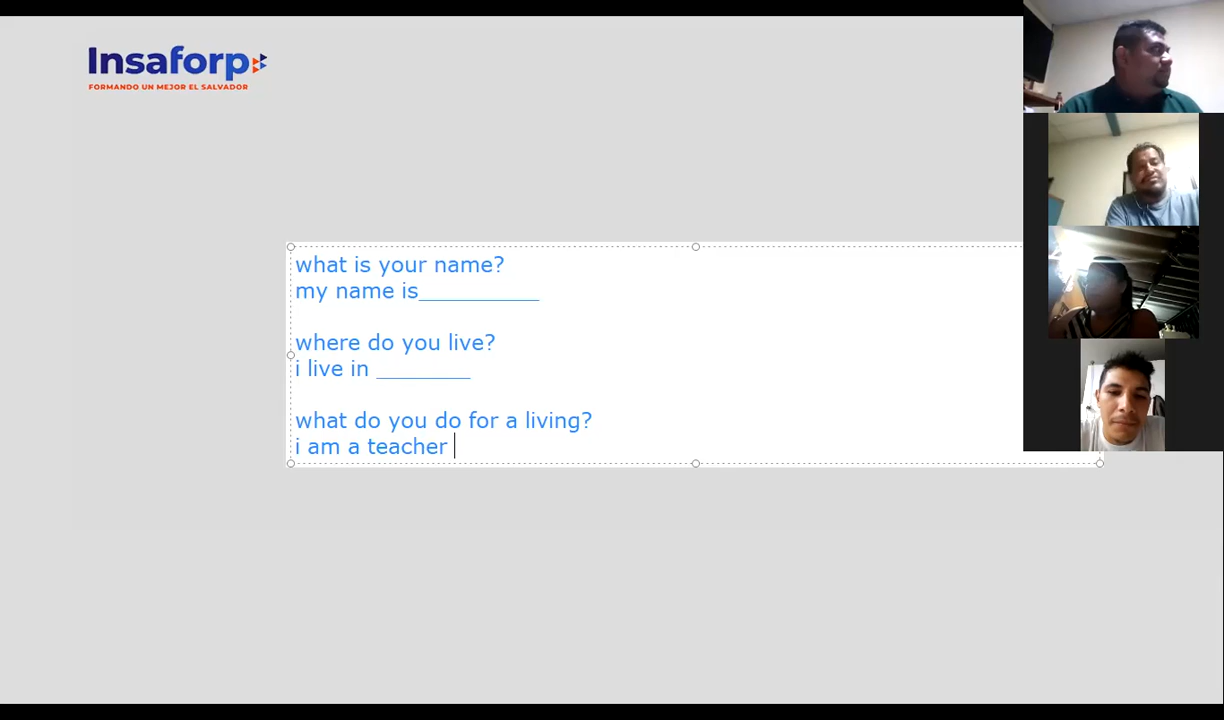 Insaforp
FORMANDO UN MEJOR EL SALVADOR
what is your name?
my name is__________
where do you live?
i live in ________
what do you do for a living?
i am a teacher